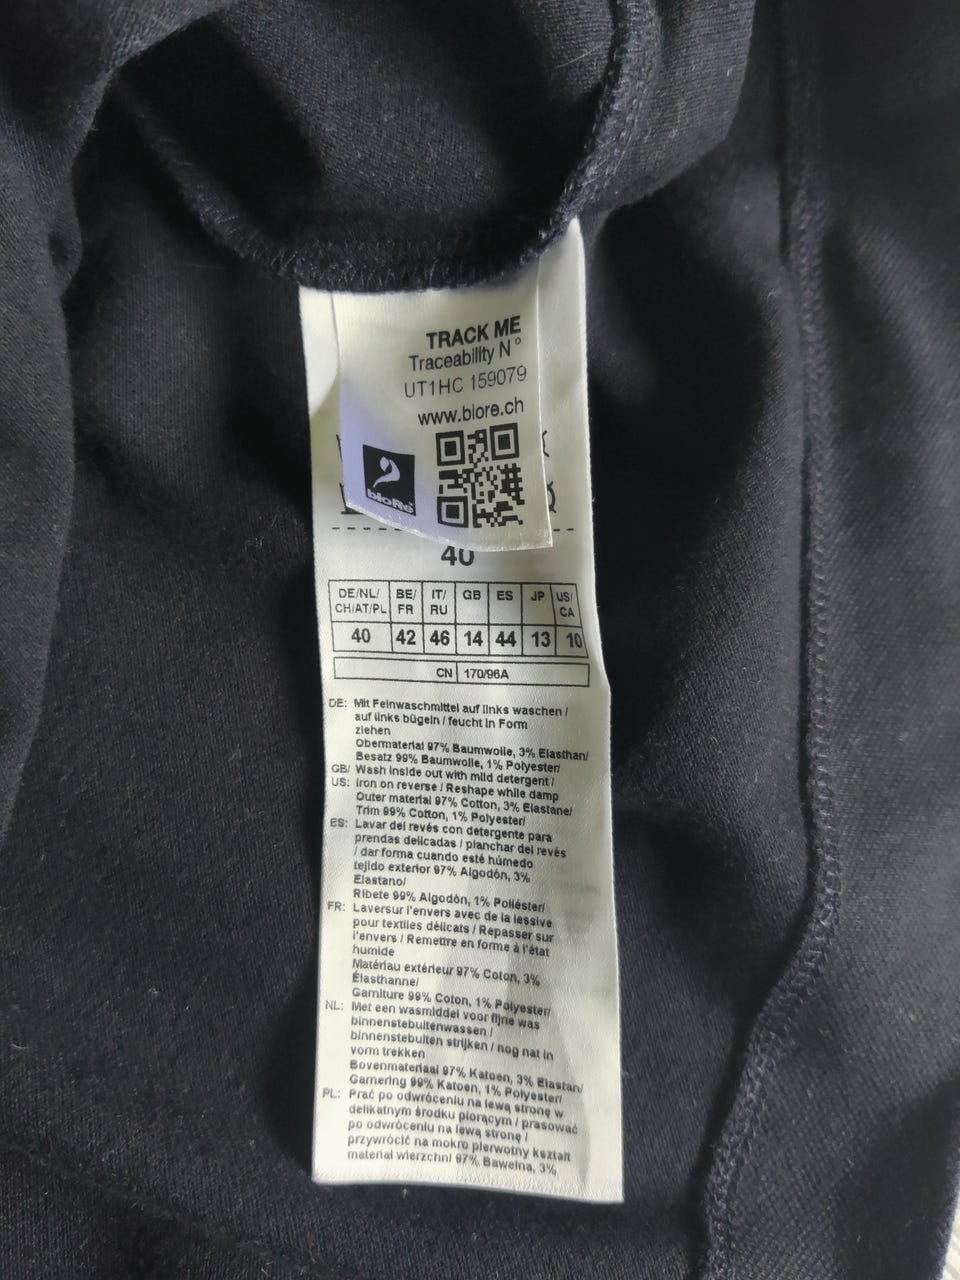 TRACK ME
Traceability N°
UT1HC 159079
www.biore.ch
bioRe
40
DE/NL/ CH/AT/PL BE/ FR IT/ RU GB ES JP US/ CA
40 42 46 14 44 13 10
CN 170/96A
DE: Mit Feinwaschmittel auf links waschen /
auf links bügeln / feucht in Form
ziehen
Obermaterial 97% Baumwolle, 3% Elasthan/
Besatz 99% Baumwolle, 1% Polyester/
GB/ Wash inside out with mild detergent /
US: Iron on reverse / Reshape while damp
Outer material 97% Cotton, 3% Elastane/
Trim 99% Cotton, 1% Polyester/
ES: Lavar del revés con detergente para
prendas delicadas / planchar del revés
/ dar forma cuando esté húmedo
tejido exterior 97% Algodón, 3%
Elastano/
Ribete 99% Algodón, 1% Poliéster/
FR: Laversur l'envers avec de la lessive
pour textiles délicats / Repasser sur
l'envers / Remettre en forme à l'état
humide
Matériau extérieur 97% Coton, 3%
Élasthanne/
Garniture 99% Coton, 1% Polyester/
NL: Met een wasmiddel voor fijne was
binnenstebuitenwassen /
binnenstebuiten strijken / nog nat in
vorm trekken
Bovenmateriaal 97% Katoen, 3% Elastan/
Garnering 99% Katoen, 1% Polyester/
PL: Prać po odwróceniu na lewą stronę w
delikatnym środku piorącym / prasować
po odwróceniu na lewą stronę /
przywrócić na mokro pierwotny kształt
materiał wierzchni 97% Bawełna, 3%